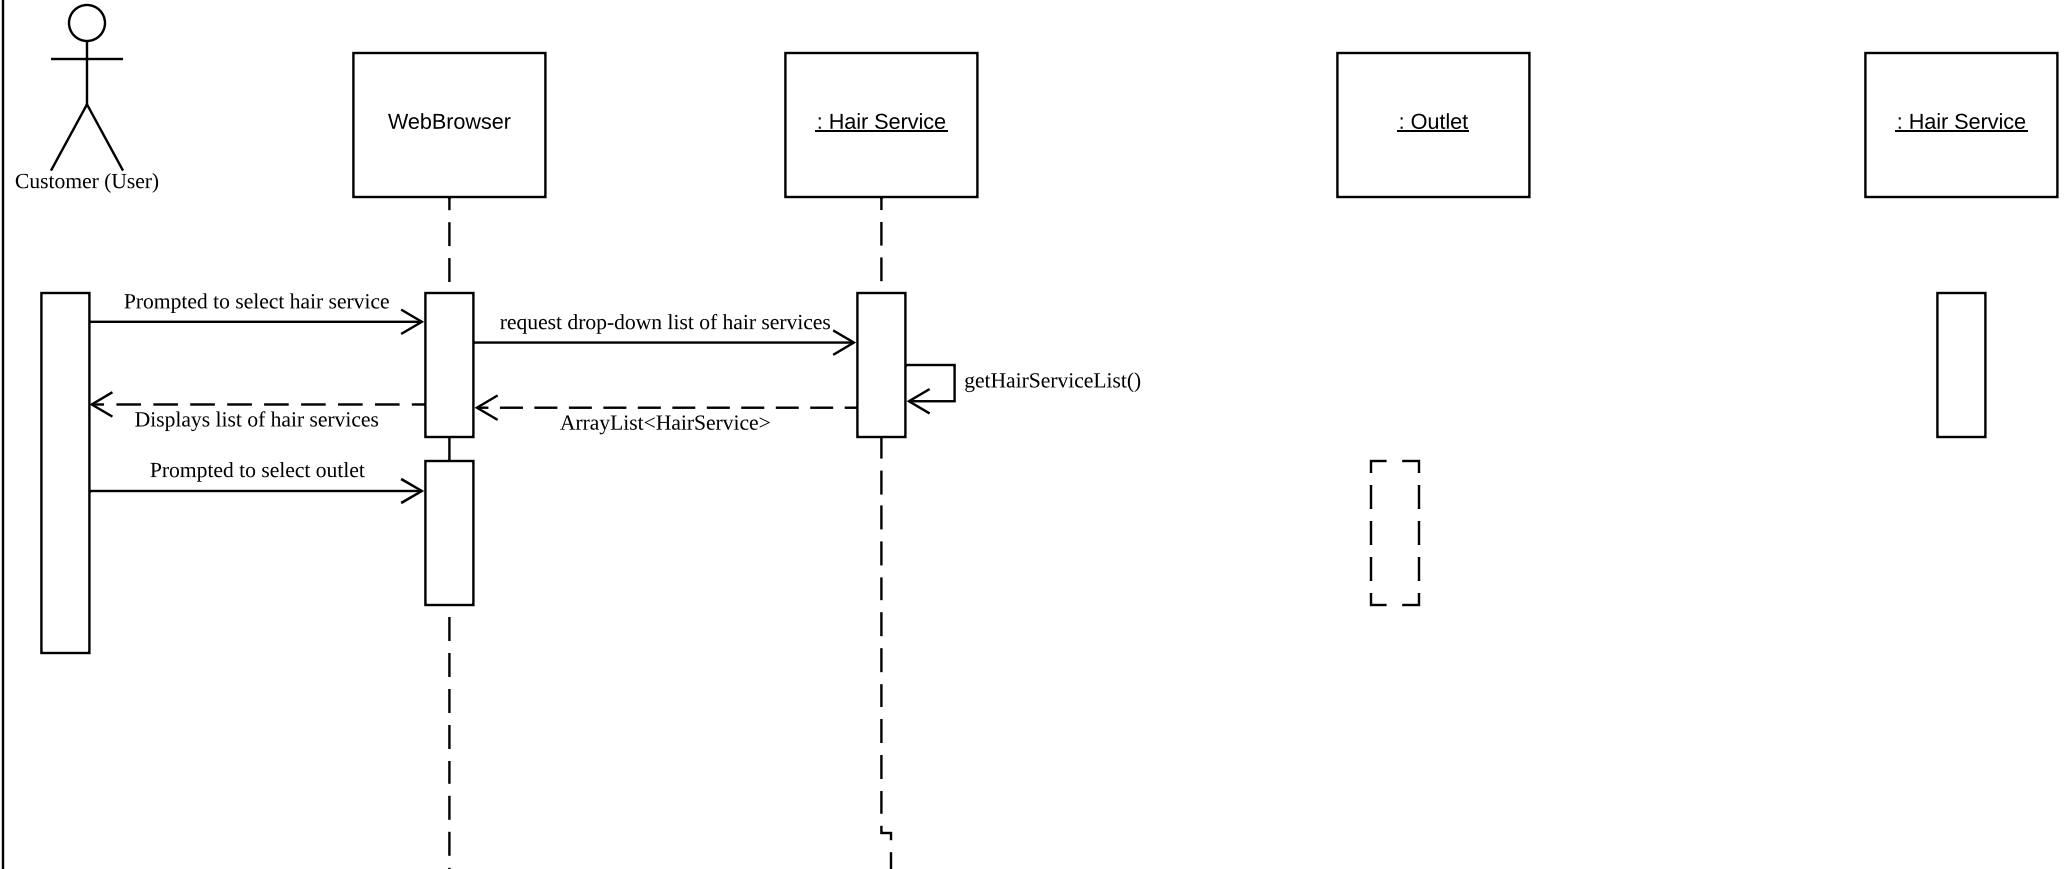 WebBrowser
: Hair Service
: Outlet
: Hair Service
Customer (User)
Prompted to select hair service
request drop-down list of hair services
getHairServiceList()
Displays list of hair services
ArrayList<HairService>
Prompted to select outlet